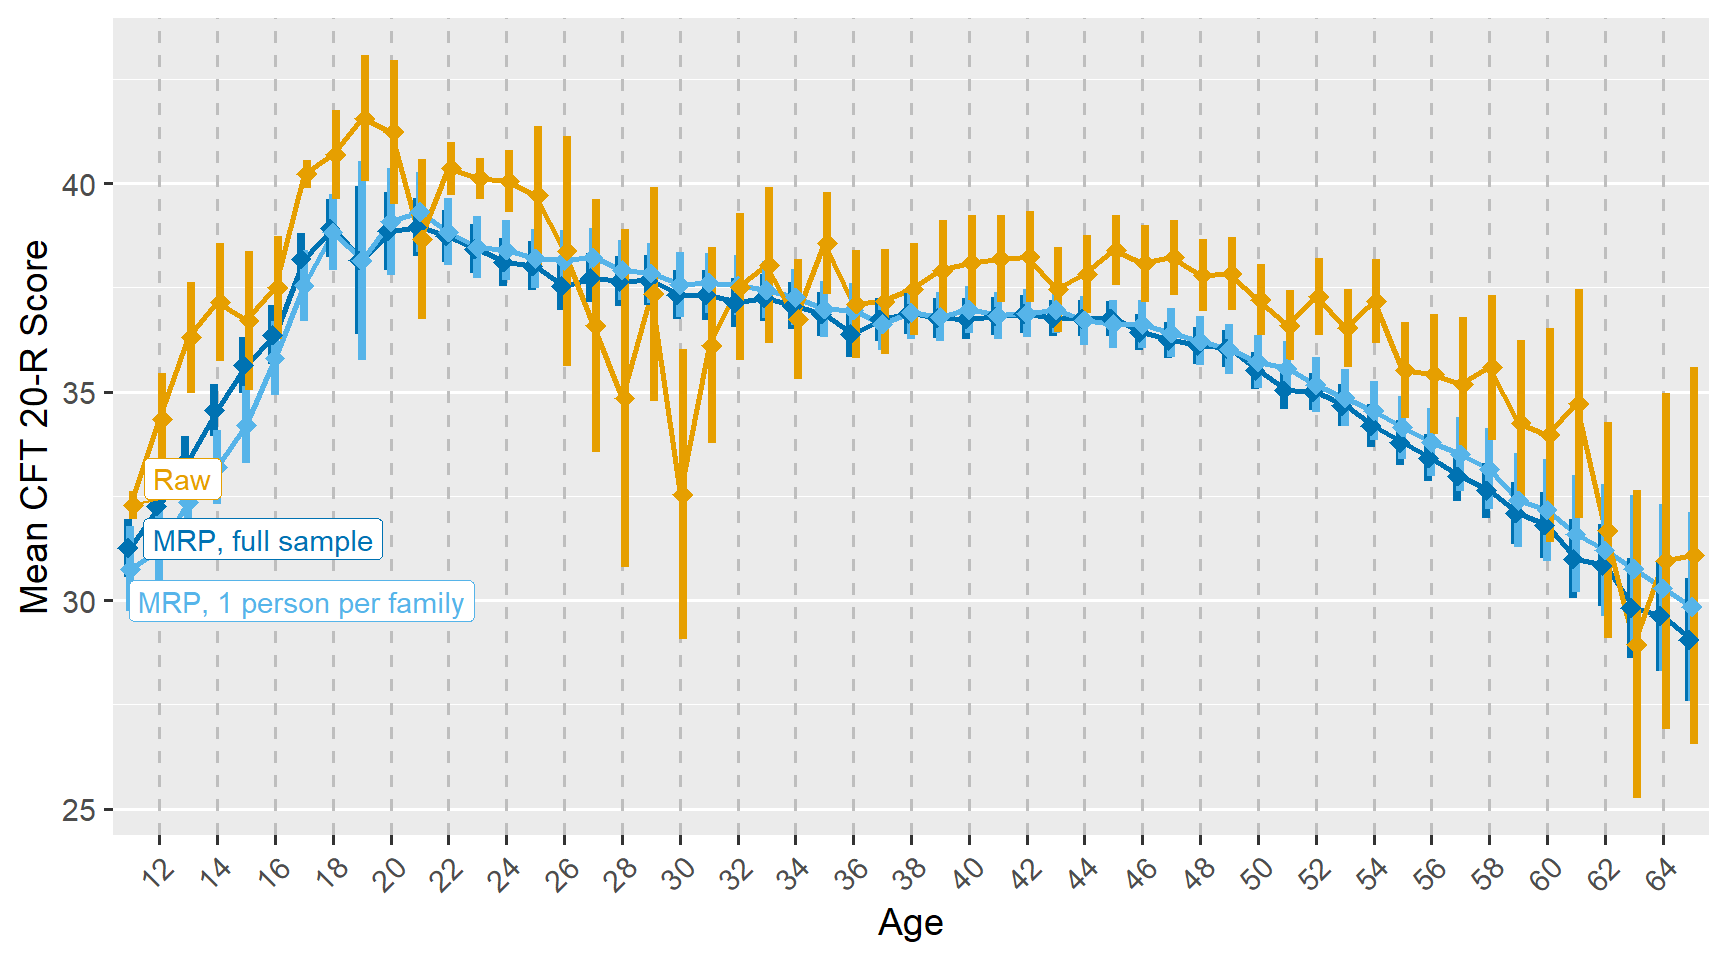 Mean CFT 20-R Score
40
35
30
25
Raw
MRP, full sample
MRP, 1 person per family
12 14 16 18 20 22 24 26 28 30 32 34 36 38 40 42 44 46 48 50 52 54 56 58 60 62 64
Age